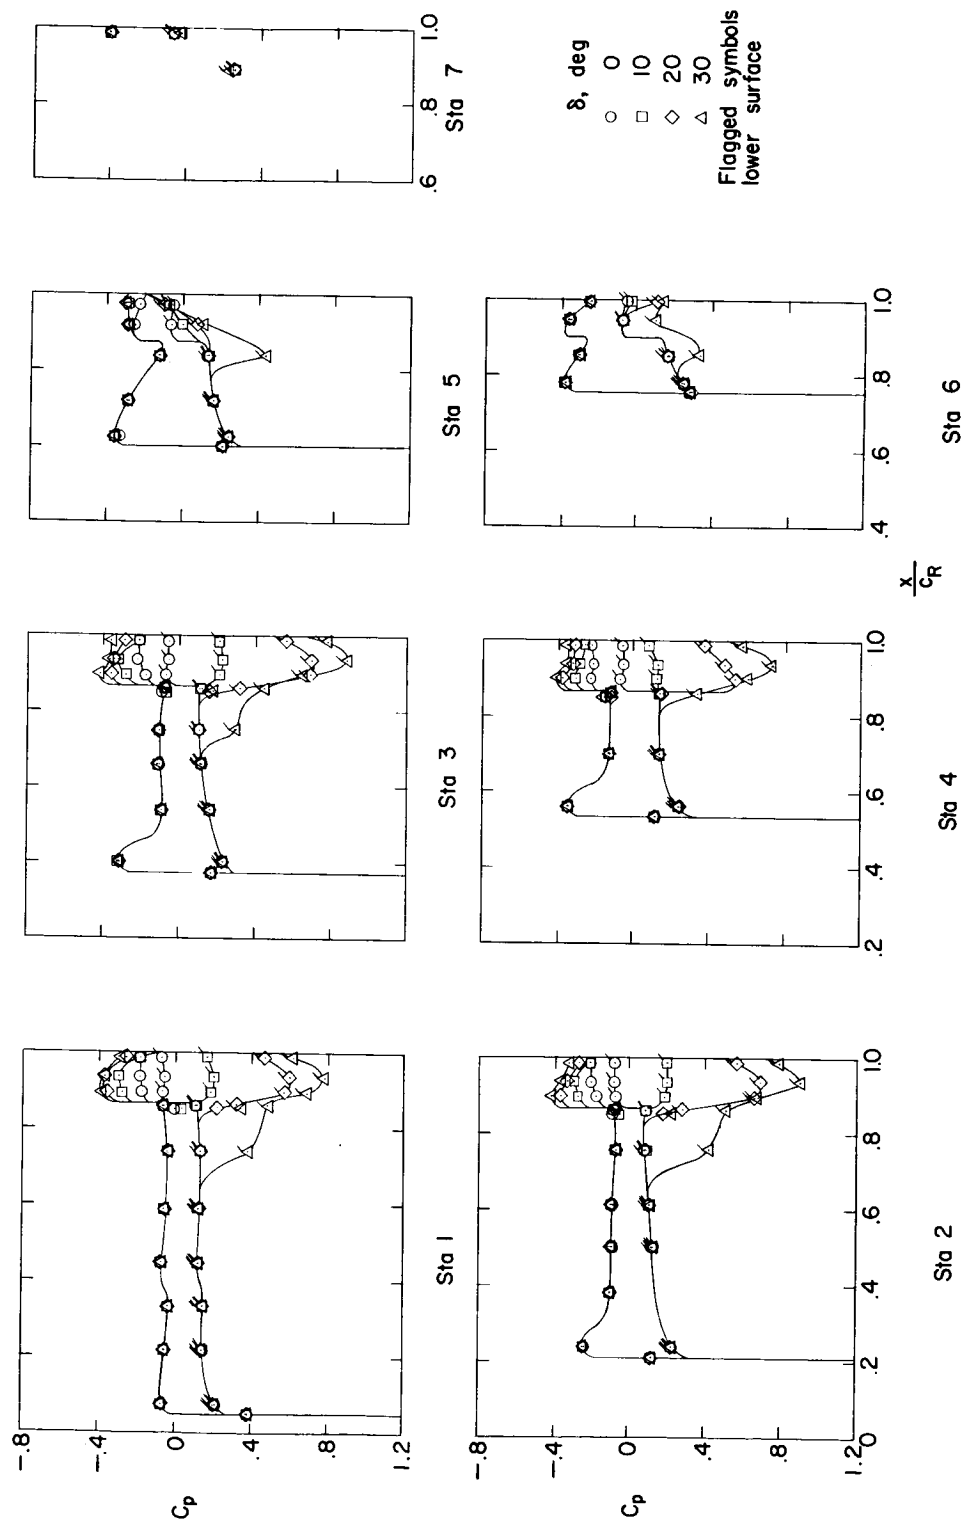 -.8
-.4
0
.4
.8
1.2
Cp
.6 .8 1.0
Sta 1
Sta 3
Sta 5
Sta 7
-.8
-.4
0
.4
.8
1.2
Cp
0 .2 .4 .6 .8 1.0
.2 .4 .6 .8 1.0
.4 .6 .8 1.0
x
cR
Sta 2
Sta 4
Sta 6
δ, deg
0
10
20
30
Flagged symbols
lower surface